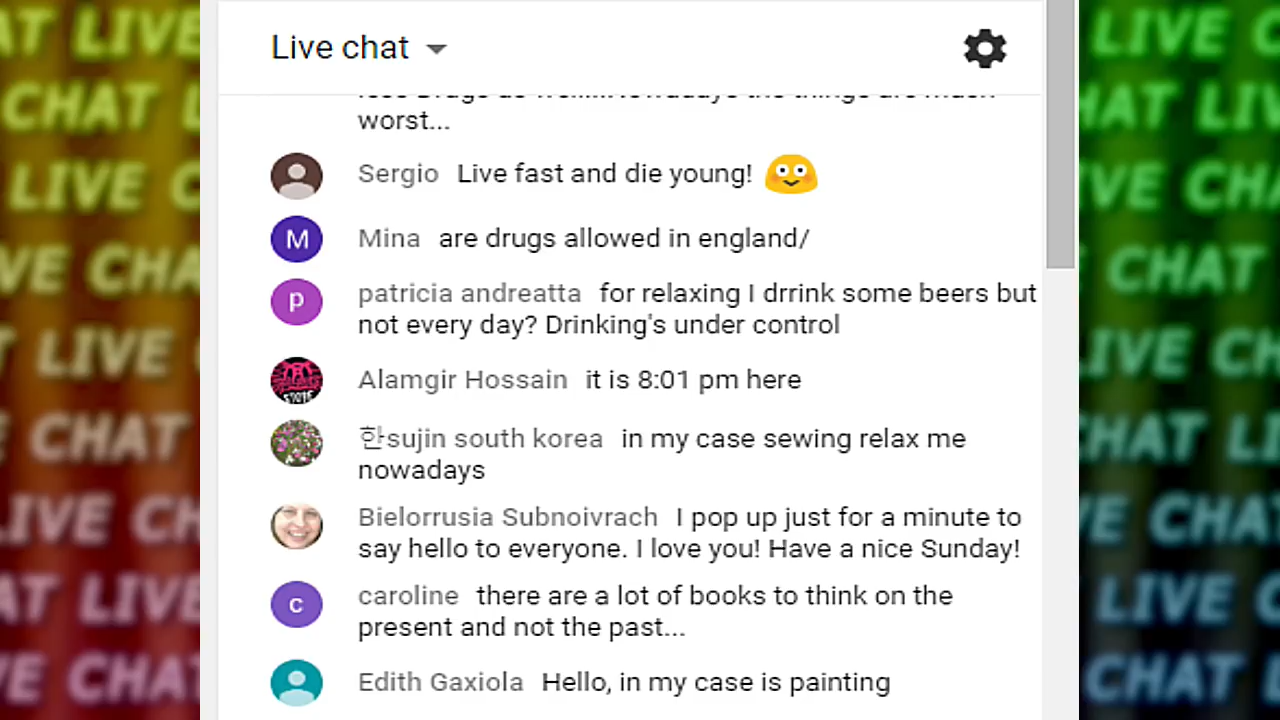 Live chat
worst...
Sergio Live fast and die young!
M Mina are drugs allowed in england/
p patricia andreatta for relaxing I drrink some beers but
not every day? Drinking's under control
Alamgir Hossain it is 8:01 pm here
한sujin south korea in my case sewing relax me
nowadays
Bielorrusia Subnoivrach I pop up just for a minute to
say hello to everyone. I love you! Have a nice Sunday!
c caroline there are a lot of books to think on the
present and not the past...
Edith Gaxiola Hello, in my case is painting